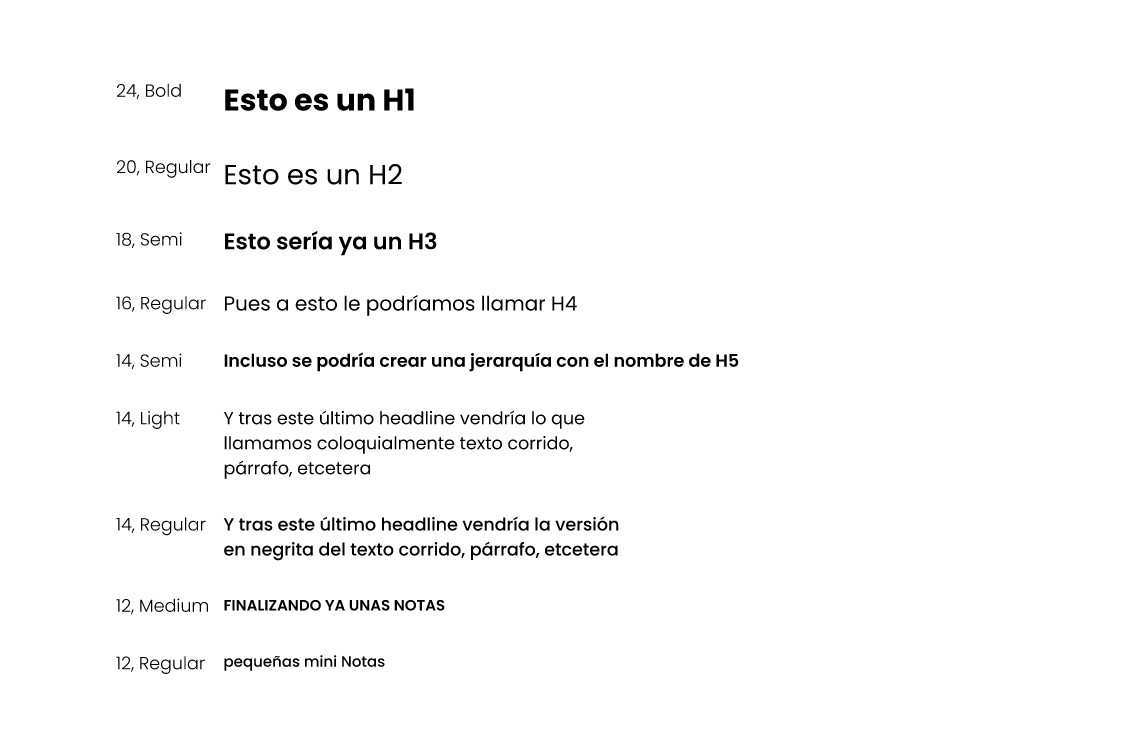 24, Bold Esto es un H1
20, Regular Esto es un H2
18, Semi Esto sería ya un H3
16, Regular Pues a esto le podríamos llamar H4
14, Semi Incluso se podría crear una jerarquía con el nombre de H5
14, Light Y tras este último headline vendría lo que
llamamos coloquialmente texto corrido,
párrafo, etcetera
14, Regular Y tras este último headline vendría la versión
en negrita del texto corrido, párrafo, etcetera
12, Medium FINALIZANDO YA UNAS NOTAS
12, Regular pequeñas mini Notas